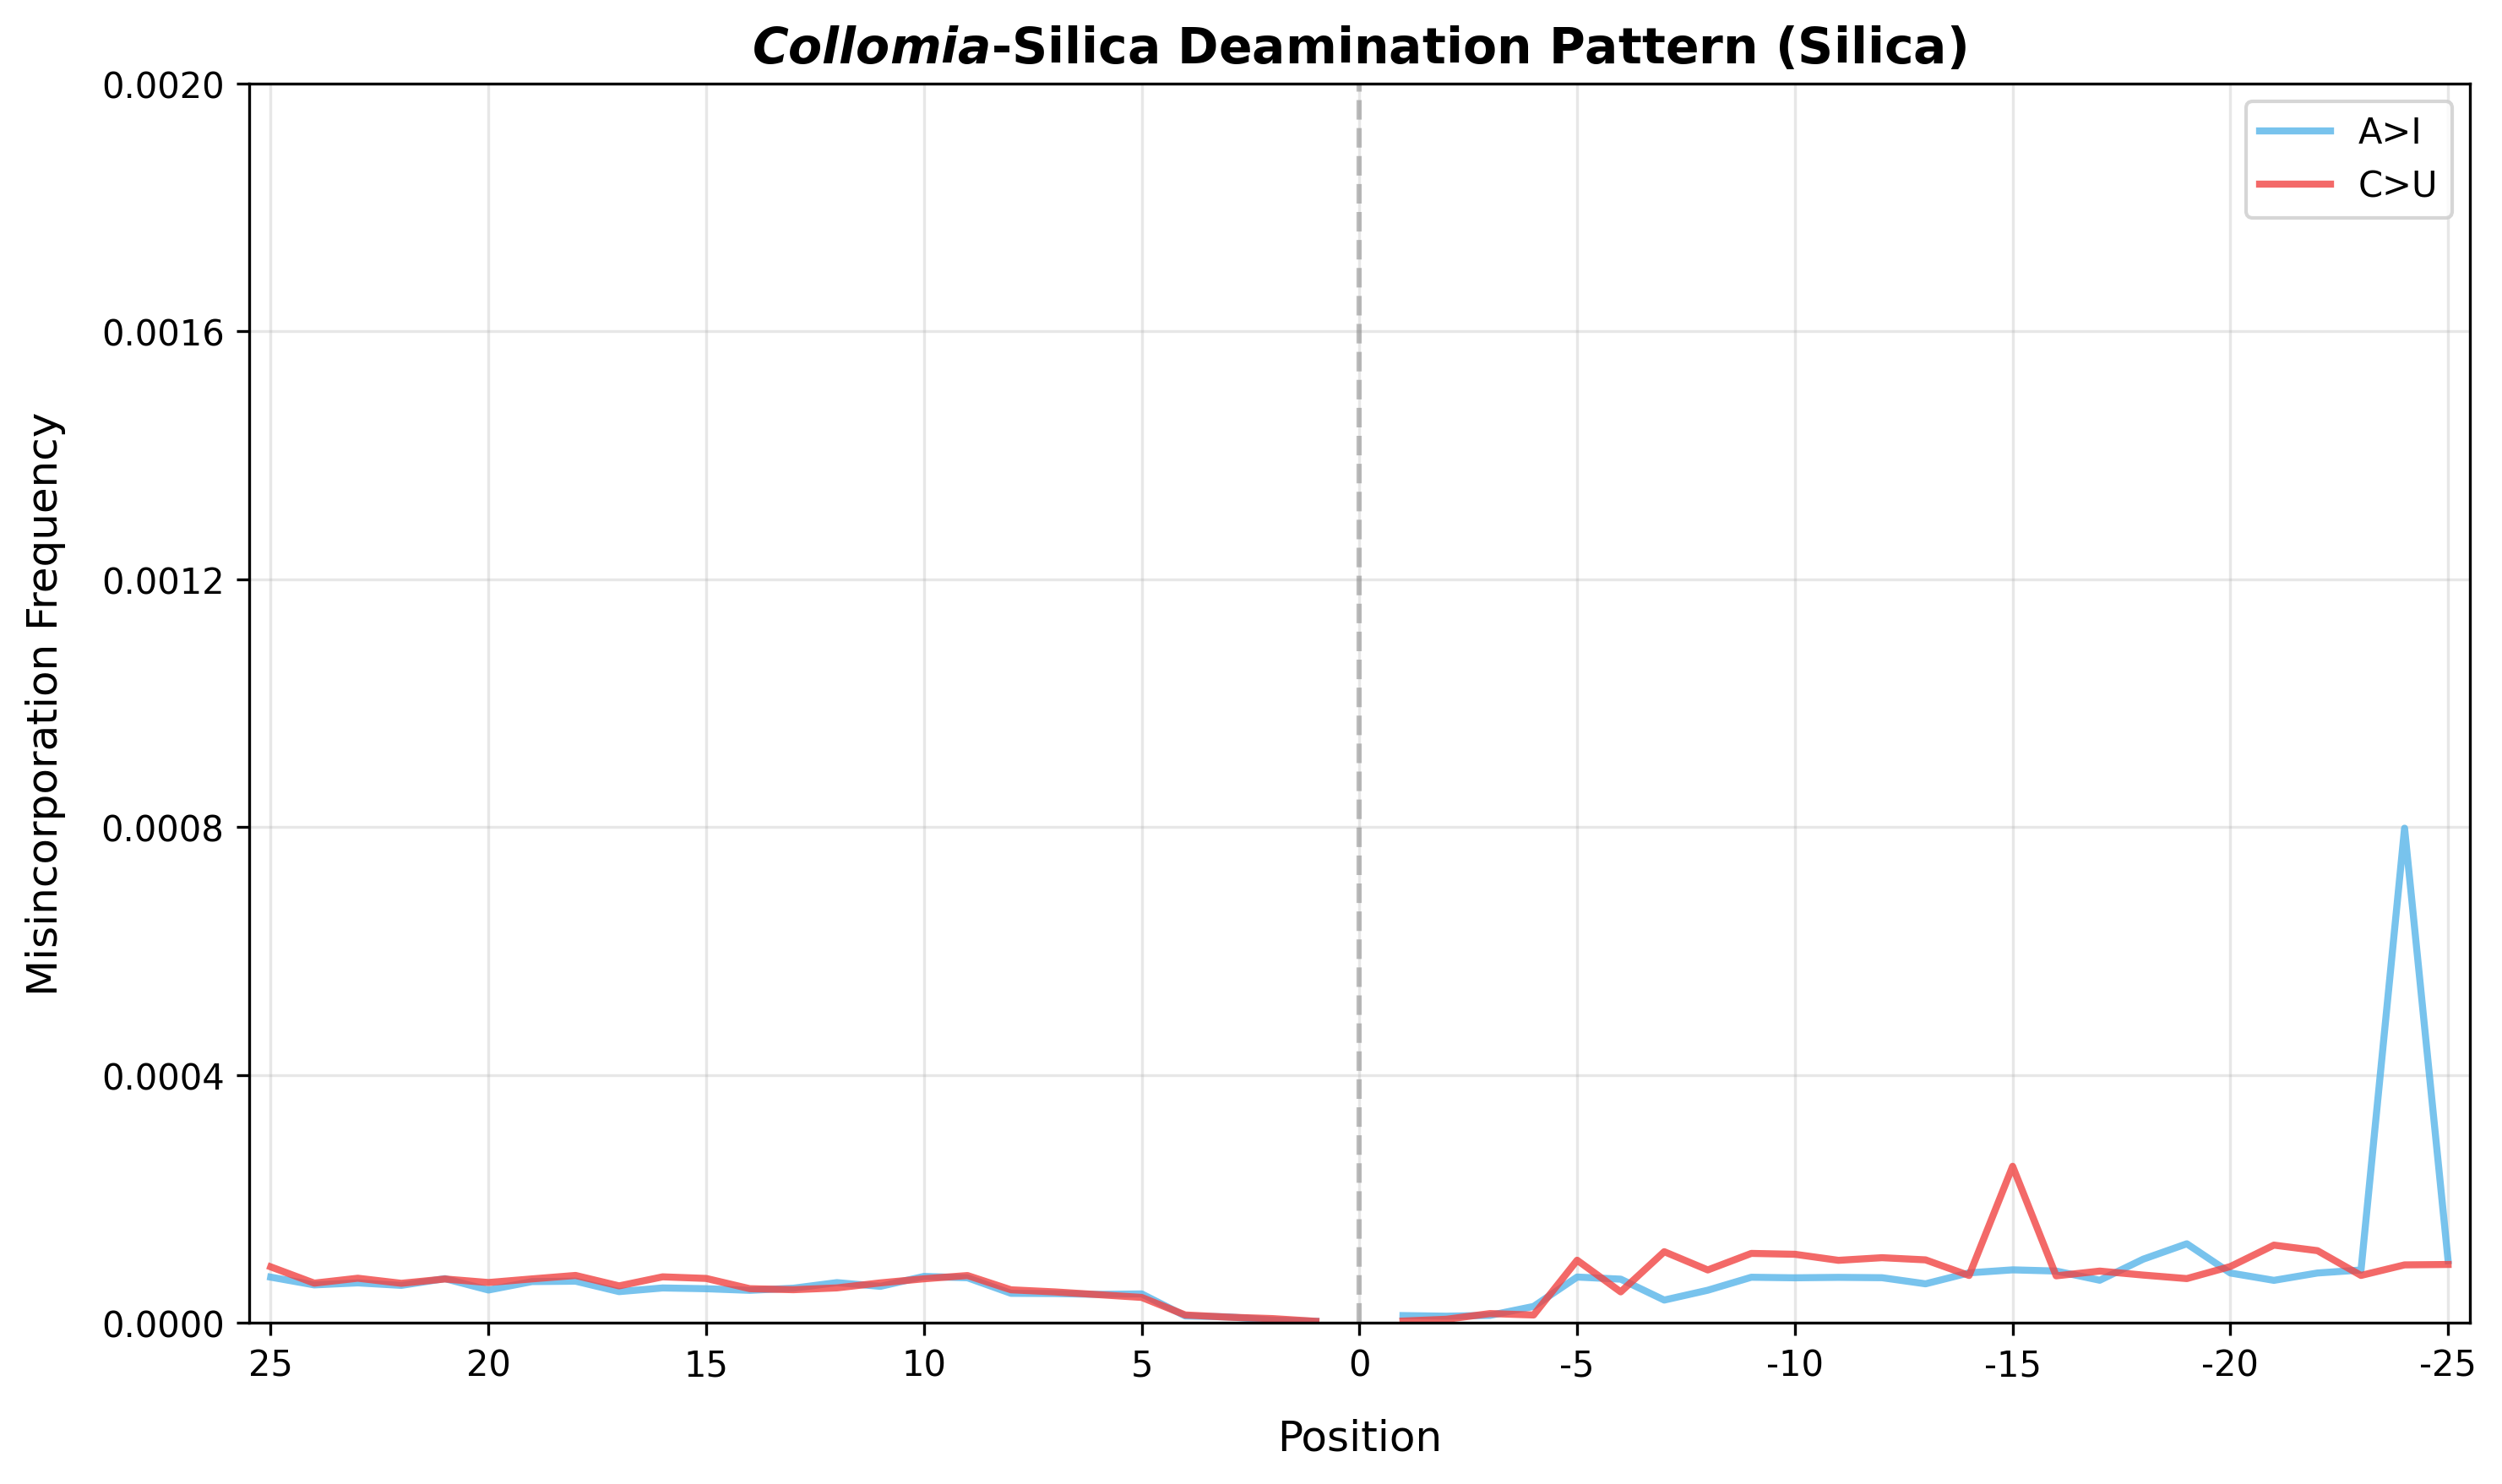 Collomia-Silica Deamination Pattern (Silica)
A>I
C>U
Misincorporation Frequency
0.0020
0.0016
0.0012
0.0008
0.0004
0.0000
25 20 15 10 5 0 -5 -10 -15 -20 -25
Position